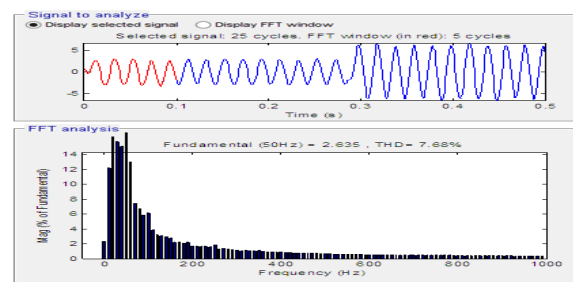 Signal to analyze
Display selected signal Display FFT window
Selected signal: 25 cycles. FFT window (in red): 5 cycles
5
0
-5
0 0.1 0.2 0.3 0.4 0.5
Time (s)
FFT analysis
Fundamental (50Hz) = 2.635 , THD= 7.68%
Mag (% of Fundamental)
14
12
10
8
6
4
2
0
0 200 400 600 800 1000
Frequency (Hz)